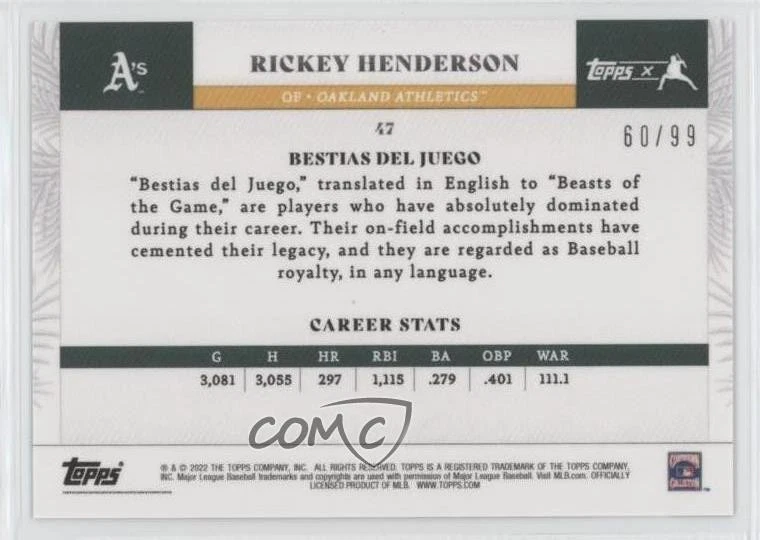 A's
RICKEY HENDERSON
OF • OAKLAND ATHLETICS™
TOPPS X
47
60/99
BESTIAS DEL JUEGO
"Bestias del Juego," translated in English to "Beasts of
the Game," are players who have absolutely dominated
during their career. Their on-field accomplishments have
cemented their legacy, and they are regarded as Baseball
royalty, in any language.
CAREER STATS
G H HR RBI BA OBP WAR
3,081 3,055 297 1,115 .279 .401 111.1
COMC
TOPPS
® & © 2022 THE TOPPS COMPANY, INC. ALL RIGHTS RESERVED. TOPPS IS A REGISTERED TRADEMARK OF THE TOPPS COMPANY,
INC. Major League Baseball trademarks and copyrights are used with permission of Major League Baseball. Visit MLB.com. OFFICIALLY
LICENSED PRODUCT OF MLB. WWW.TOPPS.COM